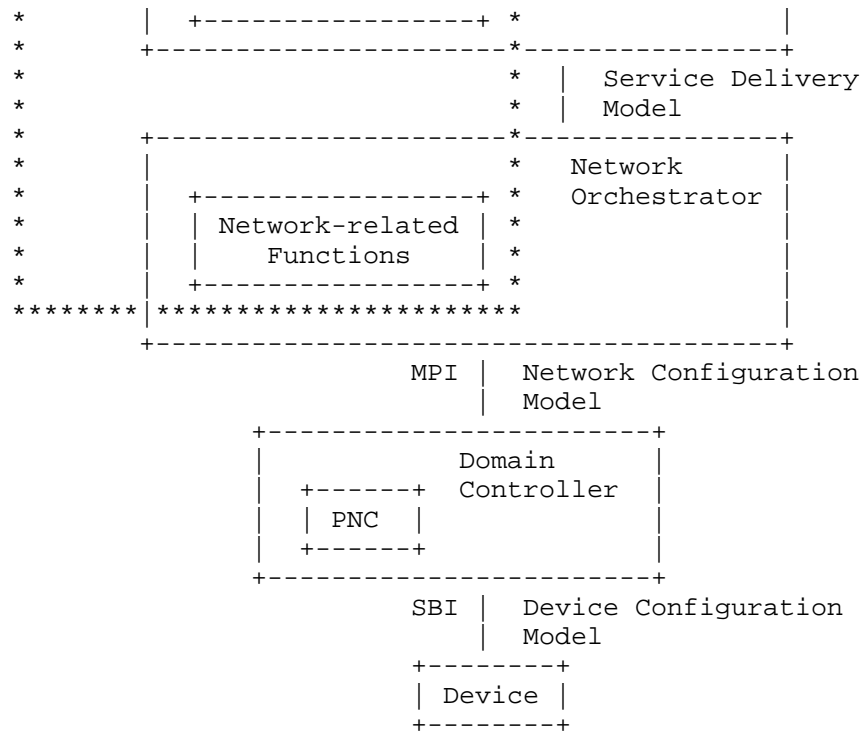 Service Delivery
Model
Network
Orchestrator
Network-related
Functions
MPI | Network Configuration
Model
Domain
Controller
PNC
SBI | Device Configuration
Model
Device